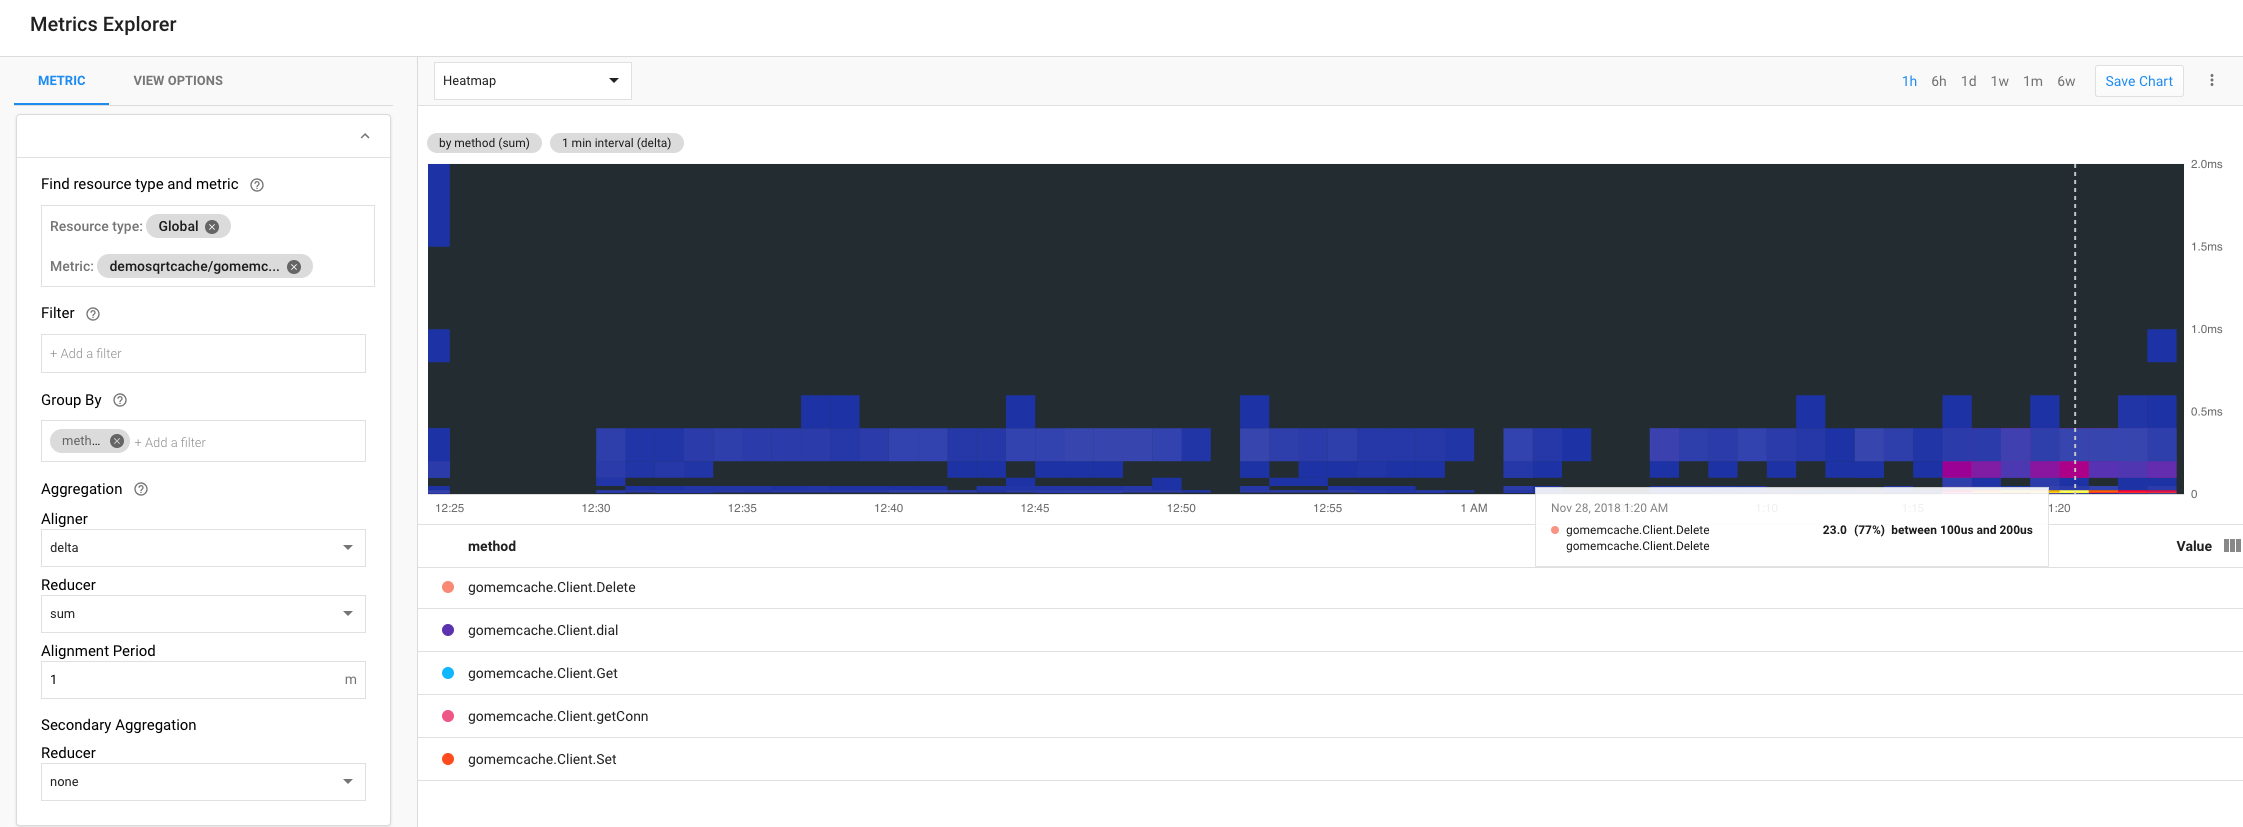 Metrics Explorer
METRIC VIEW OPTIONS
Find resource type and metric
Resource type: Global
Metric: demosqrtcache/gomemc...
Filter
+ Add a filter
Group By
meth... + Add a filter
Aggregation
Aligner
delta
Reducer
sum
Alignment Period
1 m
Secondary Aggregation
Reducer
none
Heatmap
1h 6h 1d 1w 1m 6w Save Chart
by method (sum) 1 min interval (delta)
2.0ms
1.5ms
1.0ms
0.5ms
0
12:25 12:30 12:35 12:40 12:45 12:50 12:55 1 AM 1:10 1:15 1:20
Nov 28, 2018 1:20 AM
gomemcache.Client.Delete 23.0 (77%) between 100us and 200us
gomemcache.Client.Delete
method Value
gomemcache.Client.Delete
gomemcache.Client.dial
gomemcache.Client.Get
gomemcache.Client.getConn
gomemcache.Client.Set